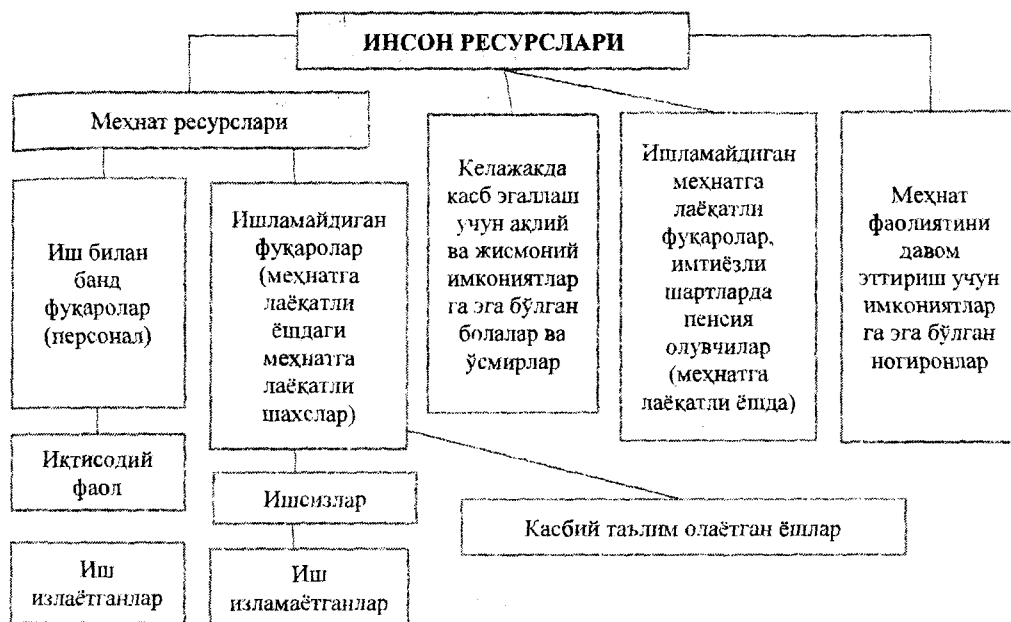 ИНСОН РЕСУРСЛАРИ
Меҳнат ресурслари
Иш билан
банд
фуқаролар
(персонал)
Ишламайдиган
фуқаролар
(меҳнатга
лаёқатли
ёшдаги
меҳнатга
лаёқатли
шахслар)
Келажакда
касб эгаллаш
учун ақлий
ва жисмоний
имкониятлар
га эга бўлган
болалар ва
ўсмирлар
Ишламайдиган
меҳнатга
лаёқатли
фуқаролар,
имтиёзли
шартларда
пенсия
олувчилар
(меҳнатга
лаёқатли ёшда)
Меҳнат
фаолиятини
давом
эттириш учун
имкониятлар
га эга бўлган
ногиронлар
Иқтисодий
фаол
Ишсизлар
Касбий таълим олаётган ёшлар
Иш
излаётганлар
Иш
изламаётганлар